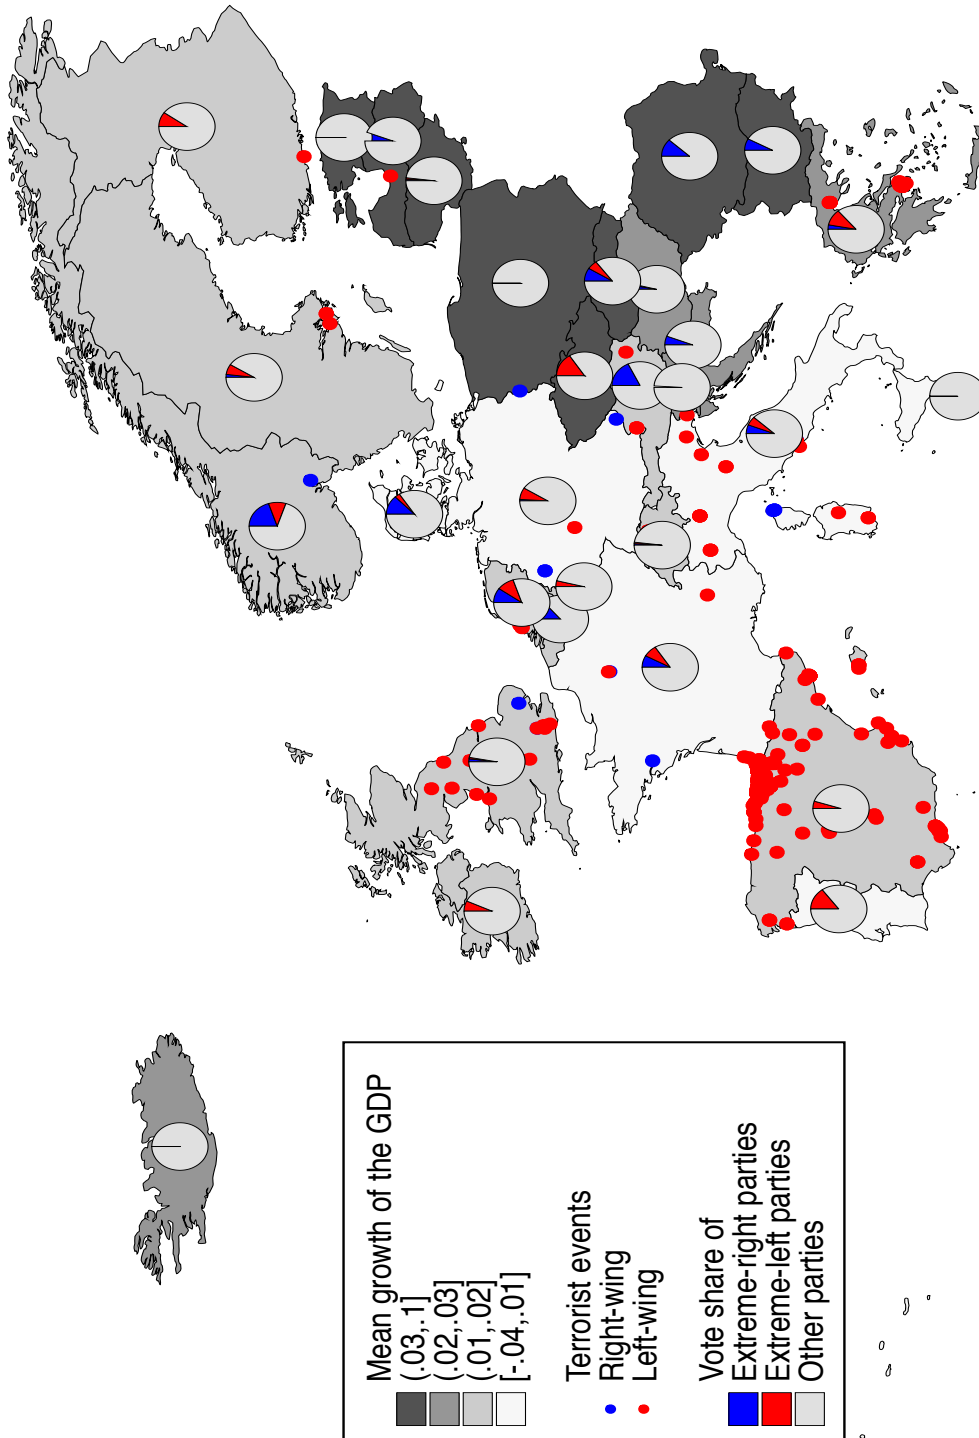 Mean growth of the GDP
(.03,.1]
(.02,.03]
(.01,.02]
[-.04,.01]
Terrorist events
Right-wing
Left-wing
Vote share of
Extreme-right parties
Extreme-left parties
Other parties